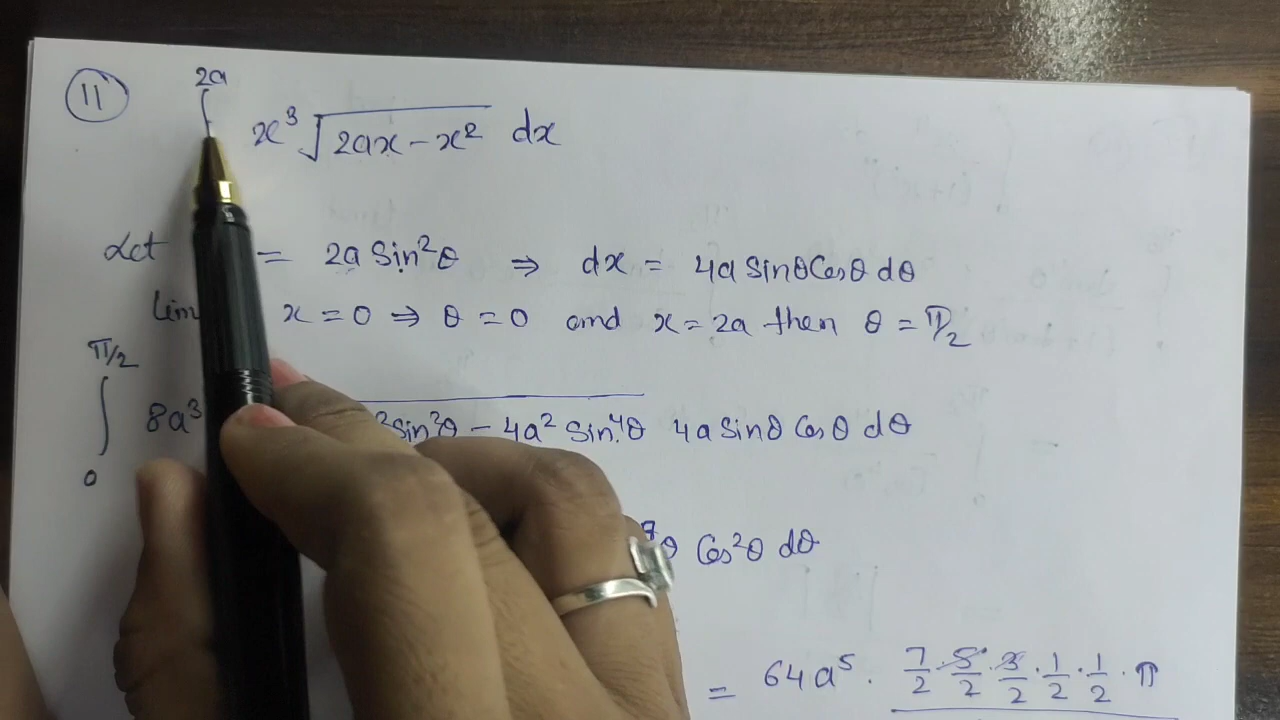 11
2a
∫ x³ √2ax - x² dx
Let = 2a Sin²θ ⇒ dx = 4a Sinθ Cosθ dθ
x = 0 ⇒ θ = 0 and x = 2a then θ = π/2
π/2
∫ 8a³ ²Sin²θ - 4a² Sin⁴θ 4a Sinθ Cosθ dθ
0
⁷θ Cos²θ dθ
= 64a⁵ · 7/2 · 5/2 · 3/2 · 1/2 · 1/2 · π